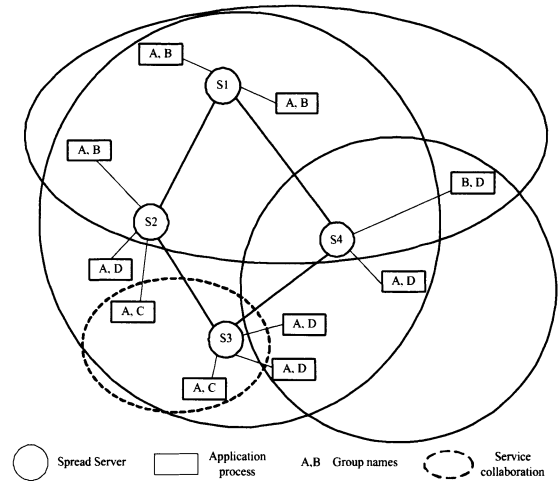 A, B
S1
A, B
A, B
B, D
S2
S4
A, D
A, D
A, C
A, D
S3
A, D
A, C
Spread Server
Application
process
A,B Group names
Service
collaboration